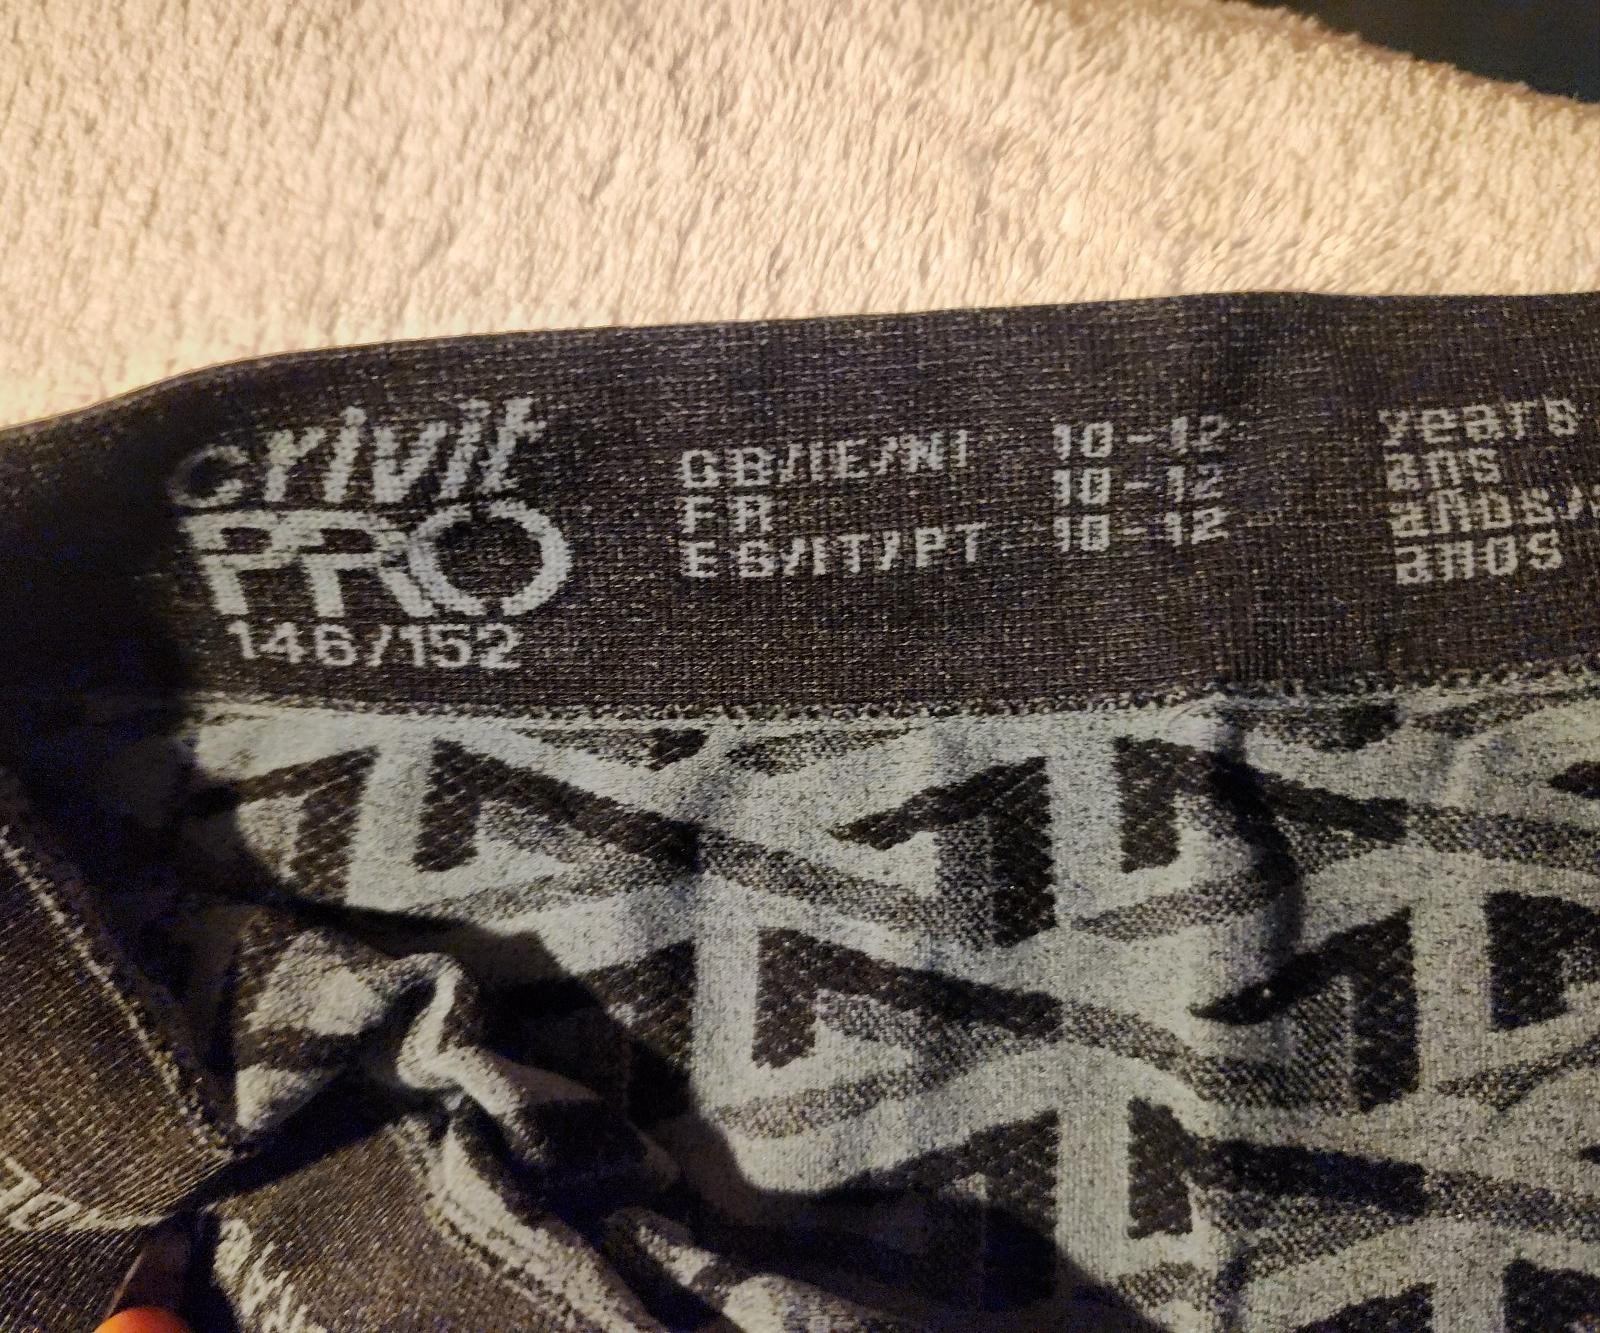 crivit
PRO
146/152
GB/IE/NI 10-12 years
FR 10-12 ans
ES/IT/PT 10-12 años/
anos